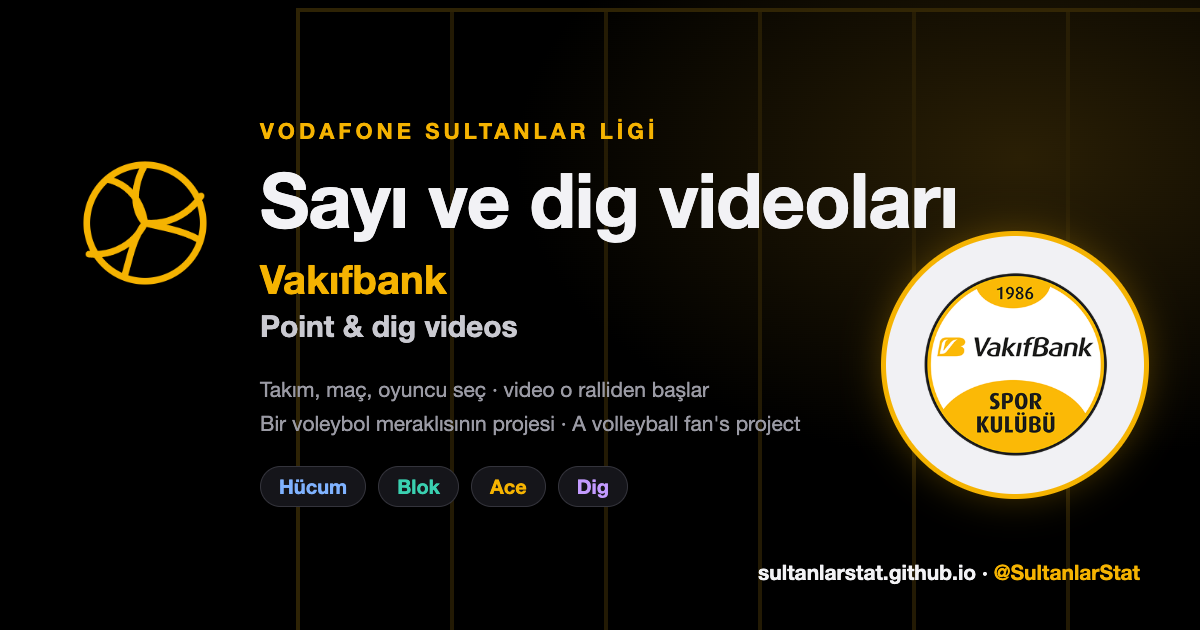 VODAFONE SULTANLAR LİGİ
Sayı ve dig videoları
Vakıfbank
Point & dig videos
Takım, maç, oyuncu seç · video o ralliden başlar
Bir voleybol meraklısının projesi · A volleyball fan's project
Hücum Blok Ace Dig
1986
VakıfBank
SPOR
KULÜBÜ
sultanlarstat.github.io · @SultanlarStat